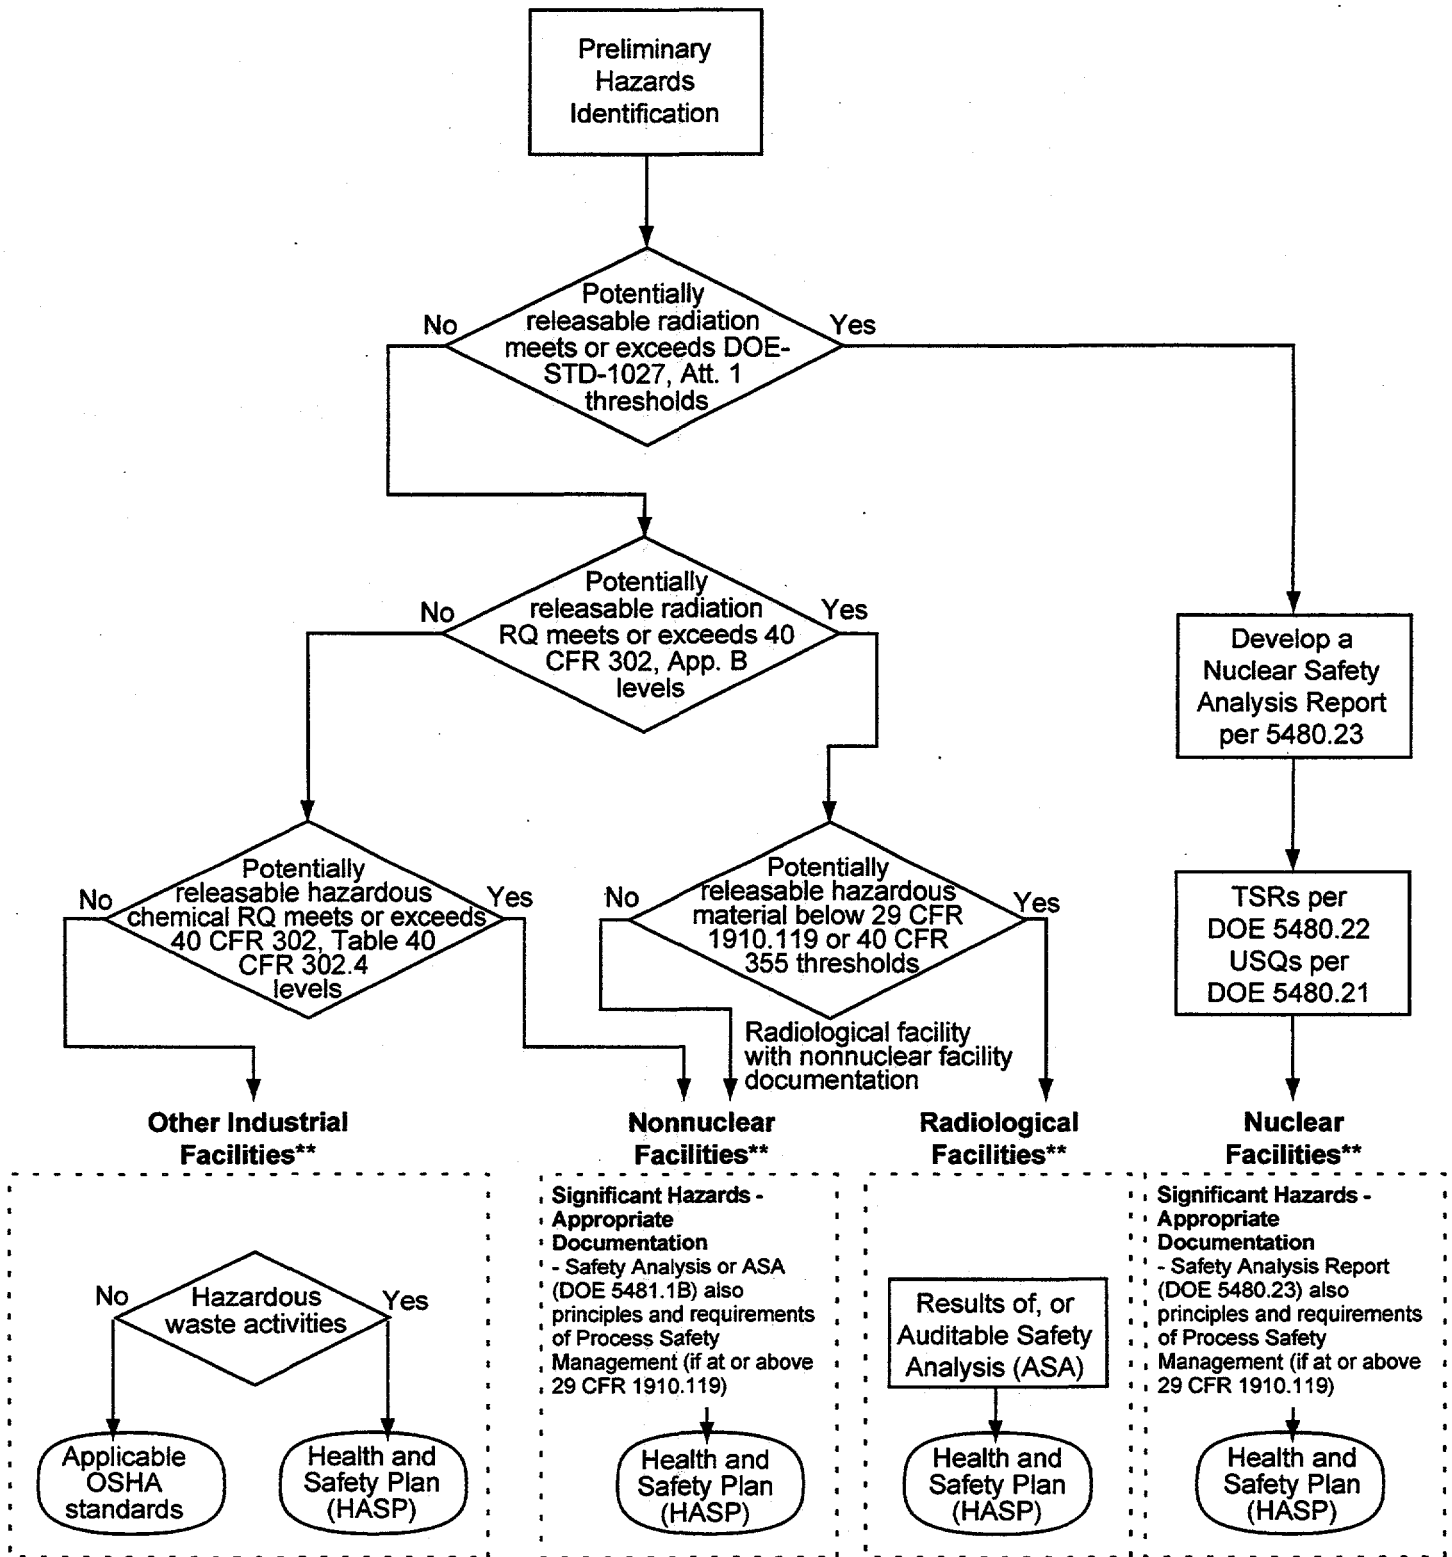 Preliminary
Hazards
Identification
Potentially
releasable radiation
meets or exceeds DOE-
STD-1027, Att. 1
thresholds
No
Yes
Potentially
releasable radiation
RQ meets or exceeds 40
CFR 302, App. B
levels
No
Yes
Develop a
Nuclear Safety
Analysis Report
per 5480.23
Potentially
releasable hazardous
chemical RQ meets or exceeds
40 CFR 302, Table 40
CFR 302.4
levels
No
Yes
Potentially
releasable hazardous
material below 29 CFR
1910.119 or 40 CFR
355 thresholds
No
Yes
TSRs per
DOE 5480.22
USQs per
DOE 5480.21
Radiological facility
with nonnuclear facility
documentation
Other Industrial
Facilities**
Nonnuclear
Facilities**
Radiological
Facilities**
Nuclear
Facilities**
No
Hazardous
waste activities
Yes
Applicable
OSHA
standards
Health and
Safety Plan
(HASP)
Significant Hazards -
Appropriate
Documentation
- Safety Analysis or ASA
(DOE 5481.1B) also
principles and requirements
of Process Safety
Management (if at or above
29 CFR 1910.119)
Health and
Safety Plan
(HASP)
Results of, or
Auditable Safety
Analysis (ASA)
Health and
Safety Plan
(HASP)
Significant Hazards -
Appropriate
Documentation
- Safety Analysis Report
(DOE 5480.23) also
principles and requirements
of Process Safety
Management (if at or above
29 CFR 1910.119)
Health and
Safety Plan
(HASP)